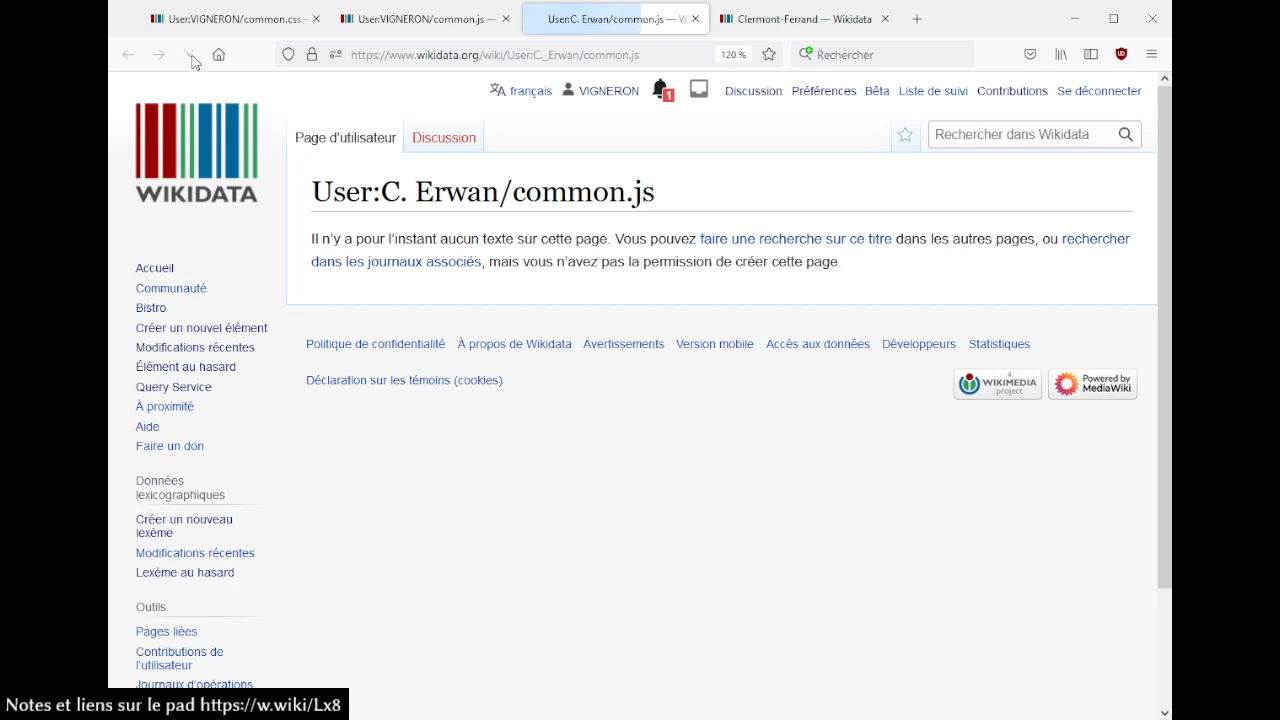 User:VIGNERON/common.css –
User:VIGNERON/common.js —
User:C. Erwan/common.js — W
Clermont-Ferrand — Wikidata
https://www.wikidata.org/wiki/User:C._Erwan/common.js
120 %
Rechercher
français
VIGNERON
1
Discussion
Préférences
Bêta
Liste de suivi
Contributions
Se déconnecter
WIKIDATA
Page d’utilisateur
Discussion
Rechercher dans Wikidata
User:C. Erwan/common.js
Il n’y a pour l’instant aucun texte sur cette page. Vous pouvez faire une recherche sur ce titre dans les autres pages, ou rechercher
dans les journaux associés, mais vous n’avez pas la permission de créer cette page.
Accueil
Communauté
Bistro
Créer un nouvel élément
Modifications récentes
Élément au hasard
Query Service
À proximité
Aide
Faire un don
Données
lexicographiques
Créer un nouveau
lexème
Modifications récentes
Lexème au hasard
Outils
Pages liées
Contributions de
l’utilisateur
Journaux d’opérations
Politique de confidentialité
À propos de Wikidata
Avertissements
Version mobile
Accès aux données
Développeurs
Statistiques
Déclaration sur les témoins (cookies)
a
WIKIMEDIA
project
Powered by
MediaWiki
Notes et liens sur le pad https://w.wiki/Lx8